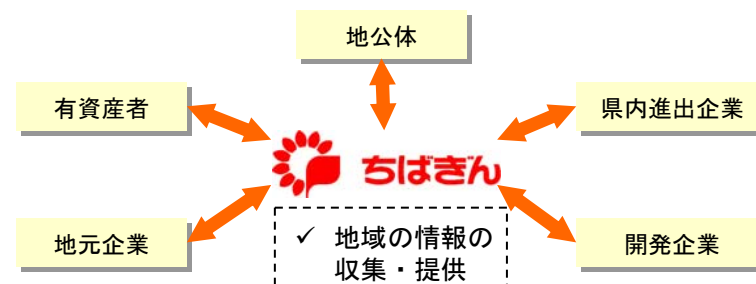 地公体
有資産者
県内進出企業
ちばぎん
地元企業
✓ 地域の情報の
収集・提供
開発企業